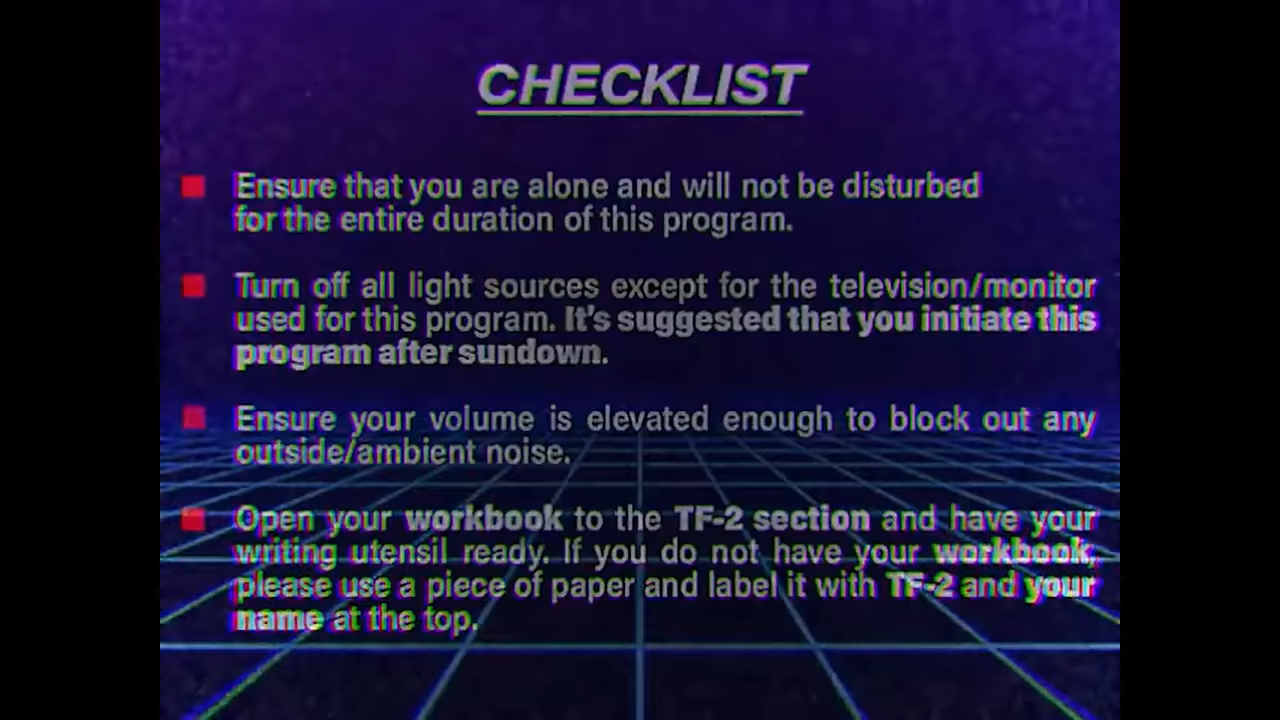 CHECKLIST
Ensure that you are alone and will not be disturbed
for the entire duration of this program.
Turn off all light sources except for the television/monitor
used for this program. It's suggested that you initiate this
program after sundown.
Ensure your volume is elevated enough to block out any
outside/ambient noise.
Open your workbook to the TF-2 section and have your
writing utensil ready. If you do not have your workbook,
please use a piece of paper and label it with TF-2 and your
name at the top.